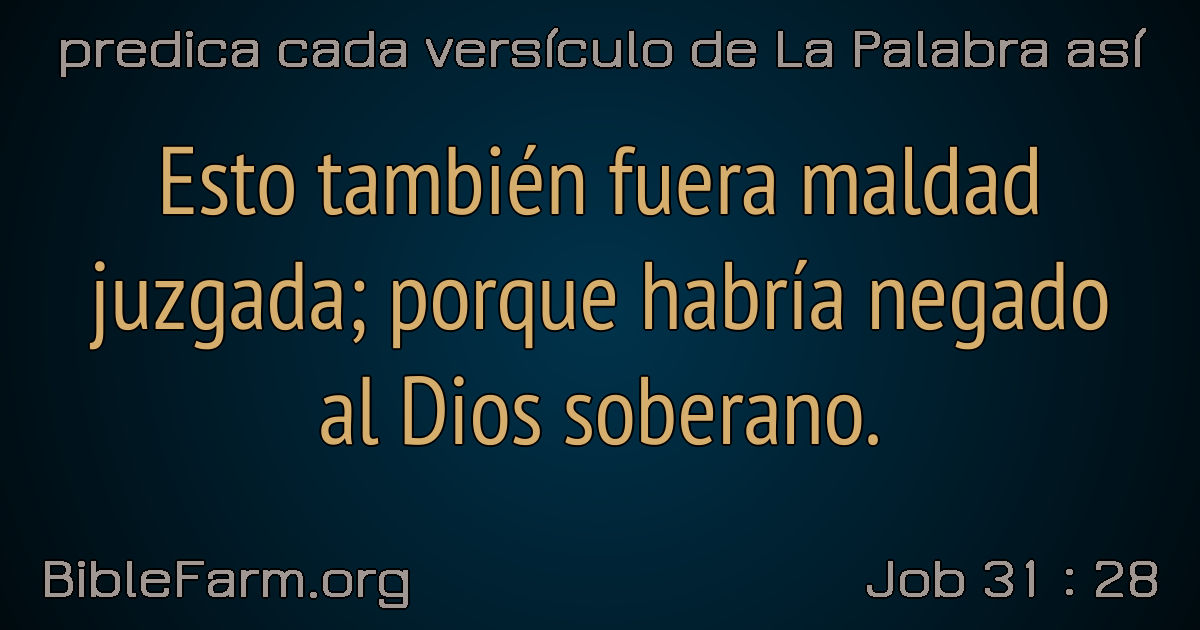 predica cada versículo de La Palabra así
Esto también fuera maldad
juzgada; porque habría negado
al Dios soberano.
BibleFarm.org
Job 31 : 28